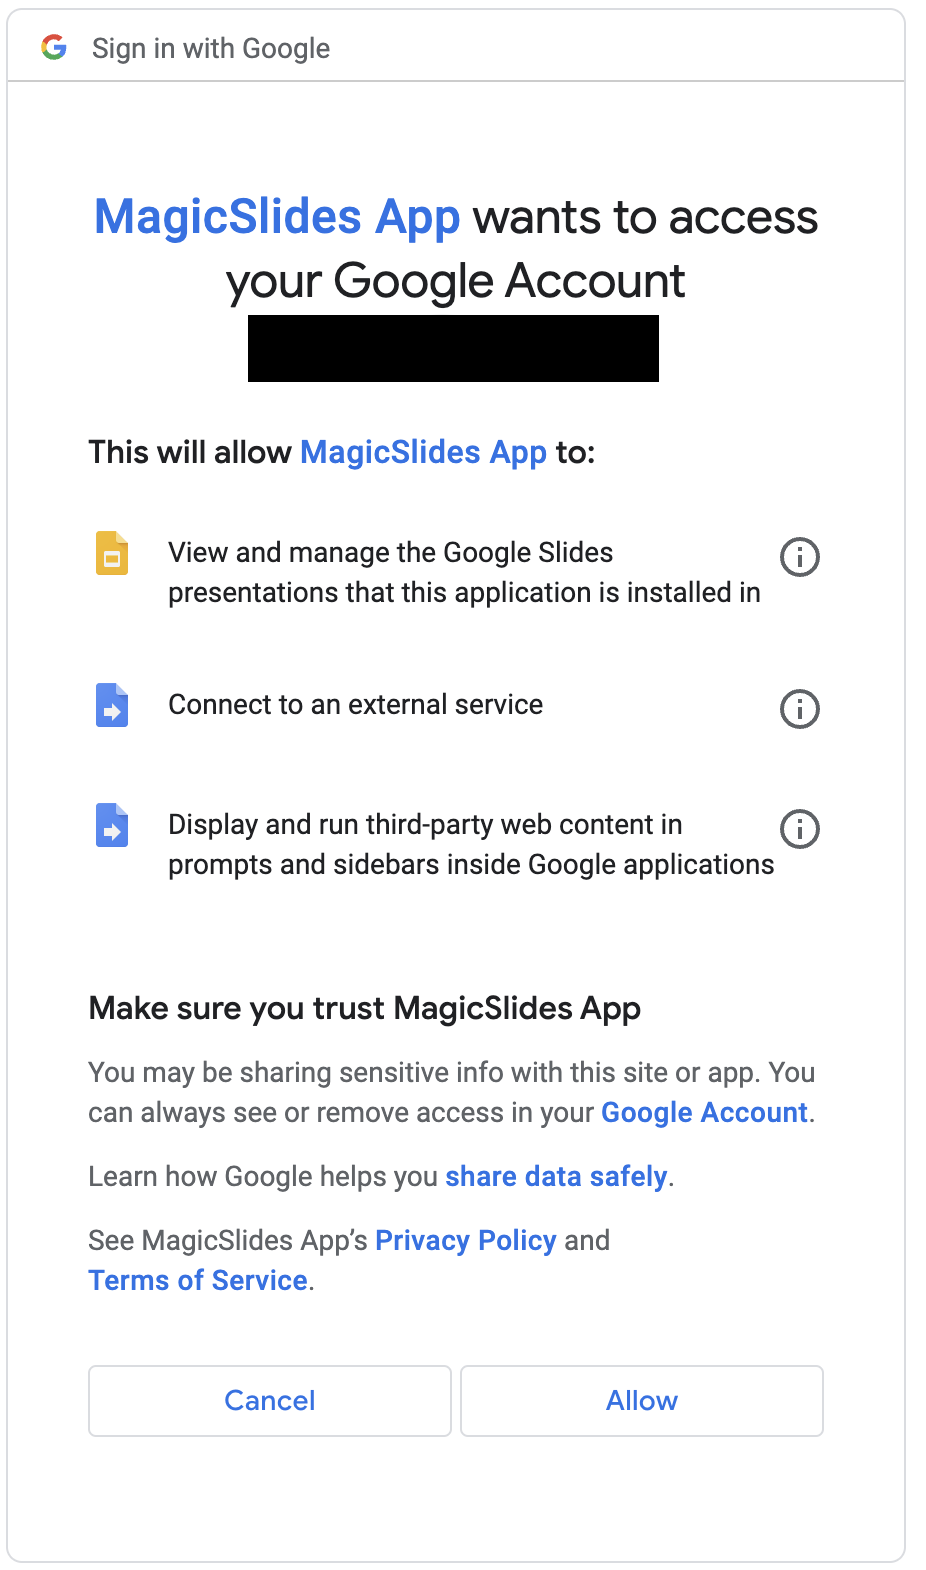 Sign in with Google
MagicSlides App wants to access
your Google Account
This will allow MagicSlides App to:
View and manage the Google Slides
presentations that this application is installed in
Connect to an external service
Display and run third-party web content in
prompts and sidebars inside Google applications
Make sure you trust MagicSlides App
You may be sharing sensitive info with this site or app. You
can always see or remove access in your Google Account.
Learn how Google helps you share data safely.
See MagicSlides App’s Privacy Policy and
Terms of Service.
Cancel
Allow